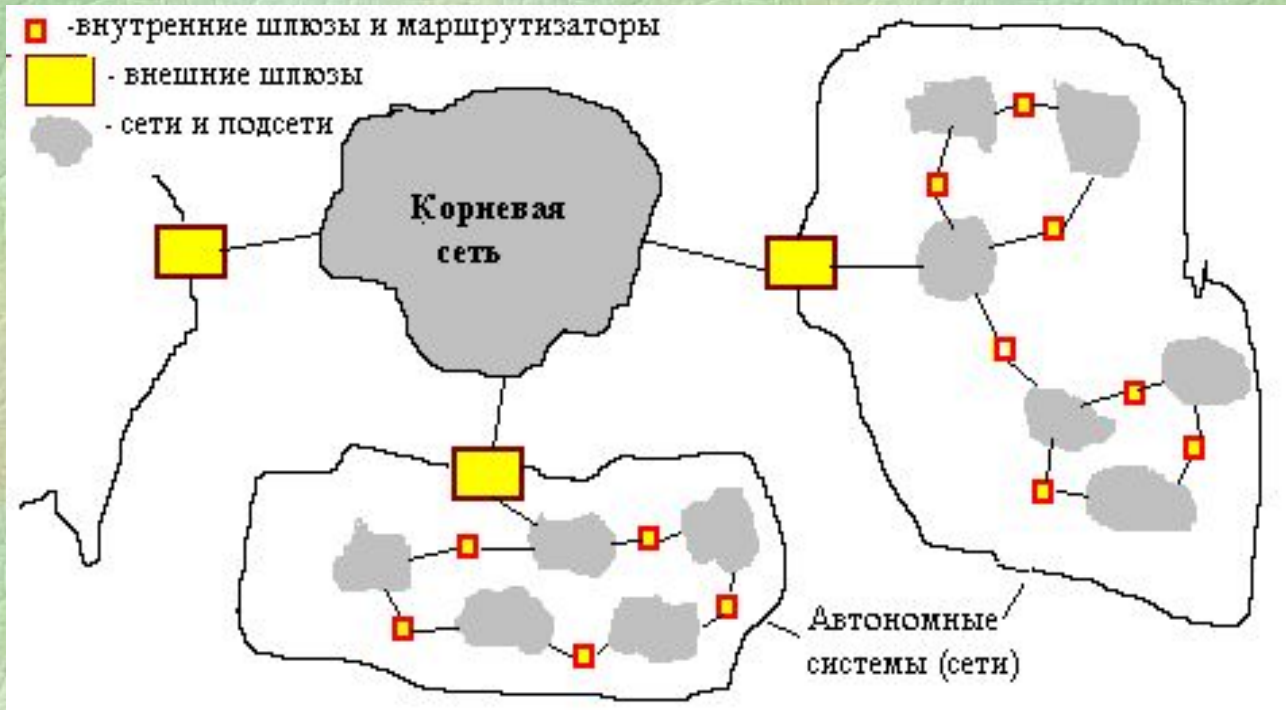 -внутренние шлюзы и маршрутизаторы
- внешние шлюзы
- сети и подсети
Корневая
сеть
Автономные
системы (сети)